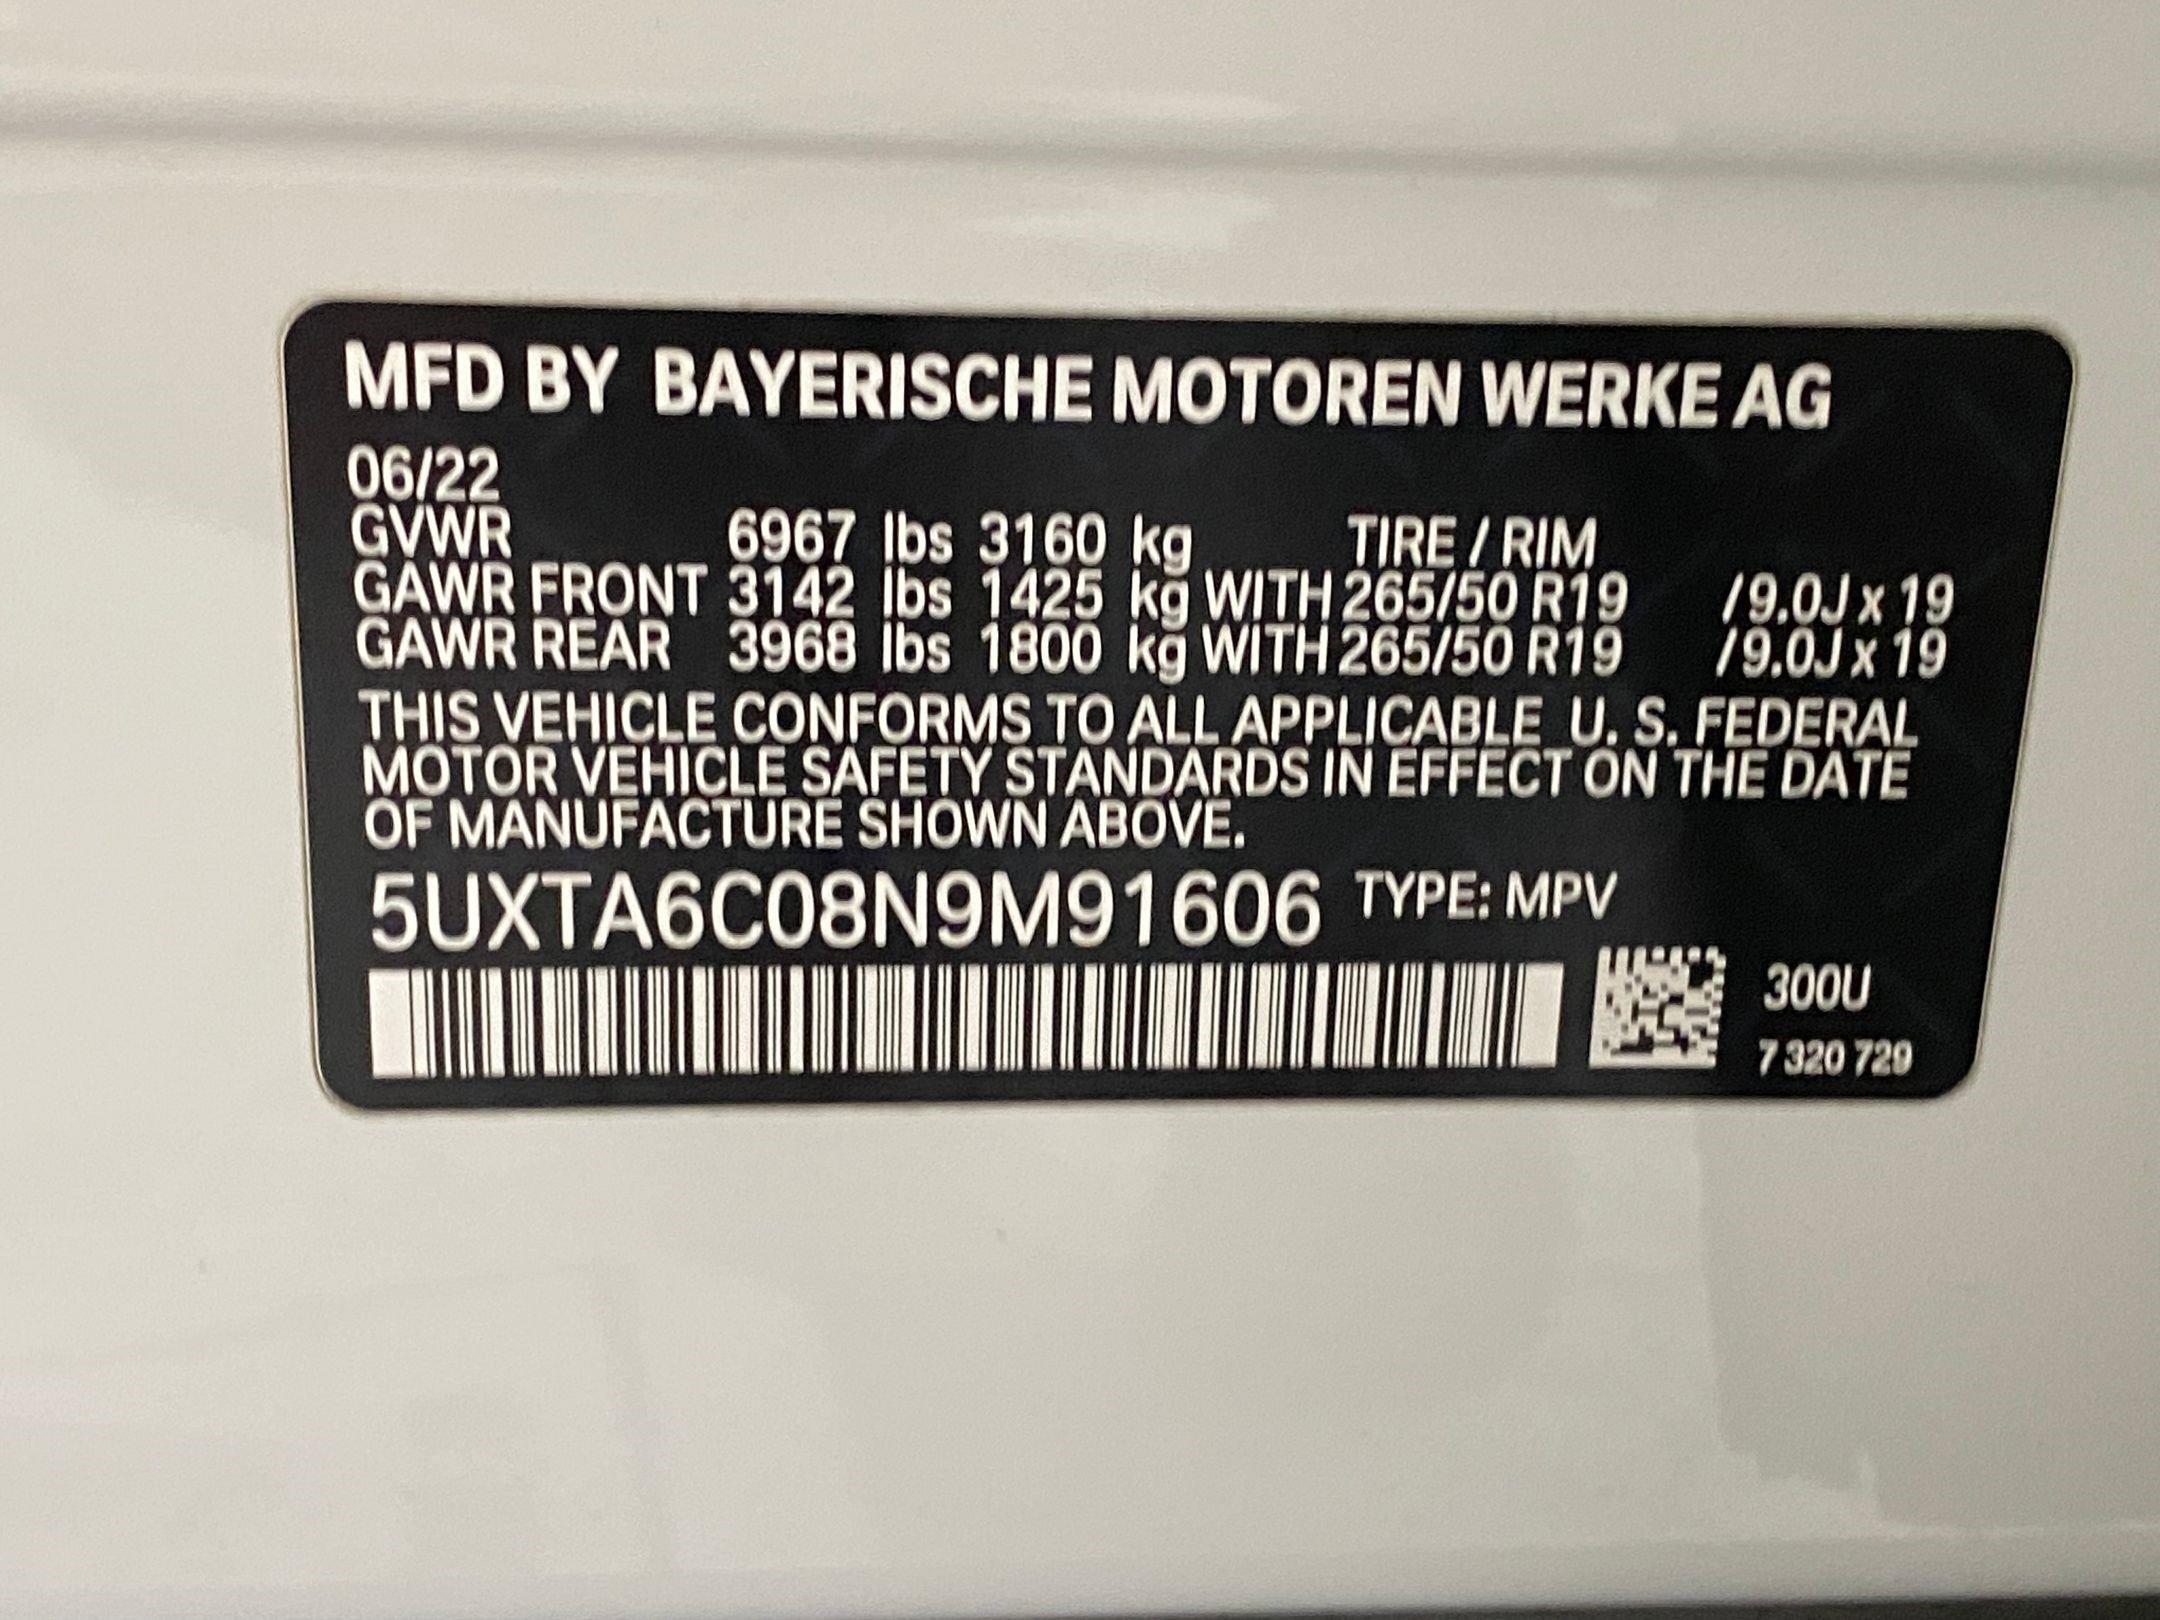 MFD BY BAYERISCHE MOTOREN WERKE AG
06/22
GVWR 6967 lbs 3160 kg TIRE / RIM
GAWR FRONT 3142 lbs 1425 kg WITH 265/50 R19 / 9.0J x 19
GAWR REAR 3968 lbs 1800 kg WITH 265/50 R19 / 9.0J x 19
THIS VEHICLE CONFORMS TO ALL APPLICABLE U. S. FEDERAL
MOTOR VEHICLE SAFETY STANDARDS IN EFFECT ON THE DATE
OF MANUFACTURE SHOWN ABOVE.
5UXTA6C08N9M91606 TYPE: MPV
300U
7 320 729